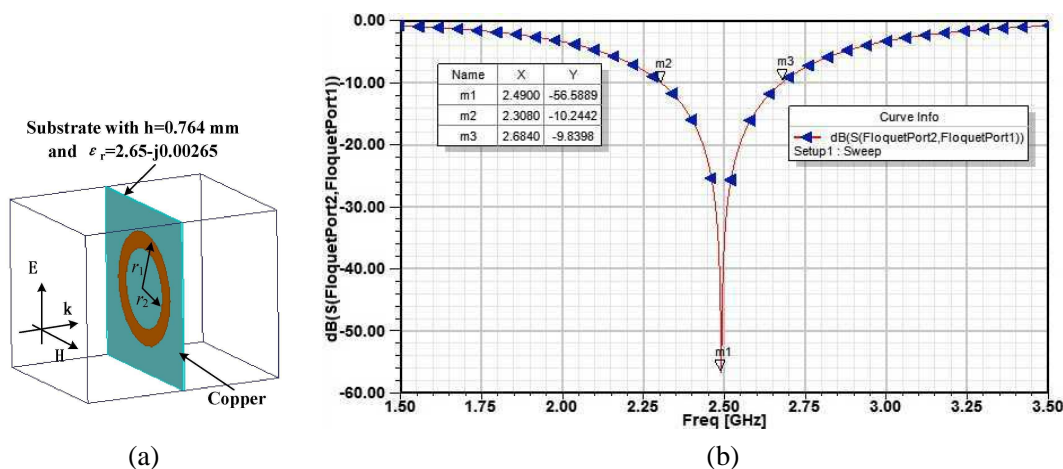 Substrate with h=0.764 mm
and ε r=2.65-j0.00265
r1
r2
E
k
H
Copper
(a)
dB(S(FloquetPort2,FloquetPort1))
0.00
-10.00
-20.00
-30.00
-40.00
-50.00
-60.00
Name X Y
m1 2.4900 -56.5889
m2 2.3080 -10.2442
m3 2.6840 -9.8398
m2
m3
m1
Curve Info
dB(S(FloquetPort2,FloquetPort1))
Setup1 : Sweep
1.50 1.75 2.00 2.25 2.50 2.75 3.00 3.25 3.50
Freq [GHz]
(b)